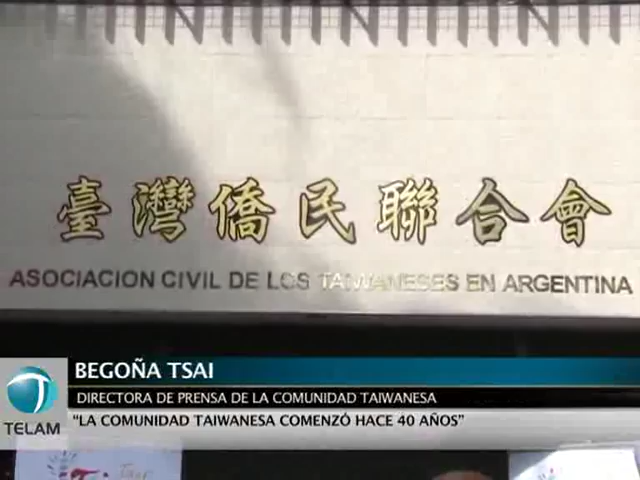 臺灣僑民聯合會
ASOCIACION CIVIL DE LOS TAIWANESES EN ARGENTINA
BEGOÑA TSAI
DIRECTORA DE PRENSA DE LA COMUNIDAD TAIWANESA
TELAM
"LA COMUNIDAD TAIWANESA COMENZÓ HACE 40 AÑOS"